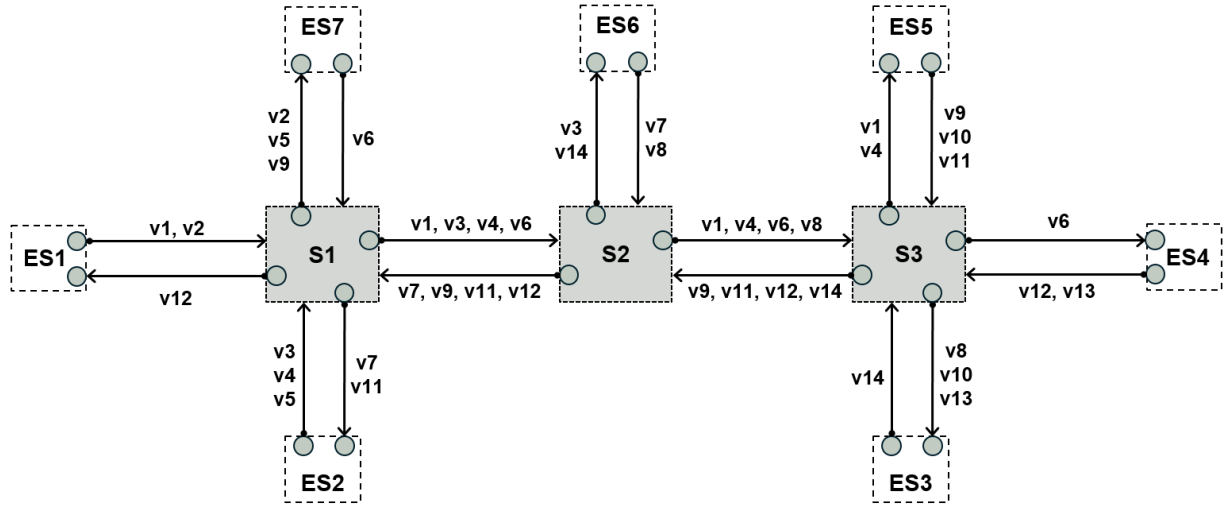 ES7
ES6
ES5
v2
v5
v9
v6
v3
v14
v7
v8
v1
v4
v9
v10
v11
ES1
v1, v2
v12
S1
v1, v3, v4, v6
v7, v9, v11, v12
S2
v1, v4, v6, v8
v9, v11, v12, v14
S3
v6
v12, v13
ES4
v3
v4
v5
v7
v11
v14
v8
v10
v13
ES2
ES3